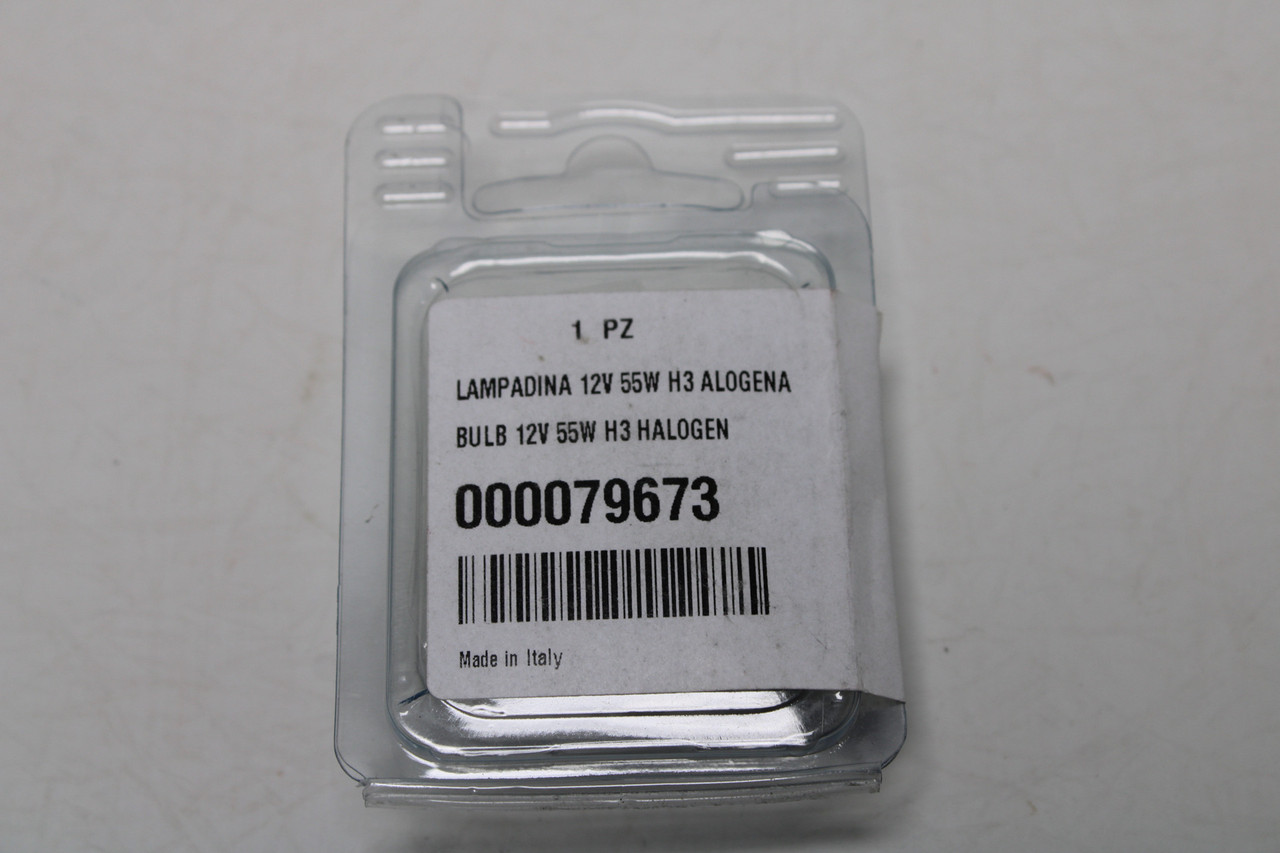 1 PZ
LAMPADINA 12V 55W H3 ALOGENA
BULB 12V 55W H3 HALOGEN
000079673
Made in Italy